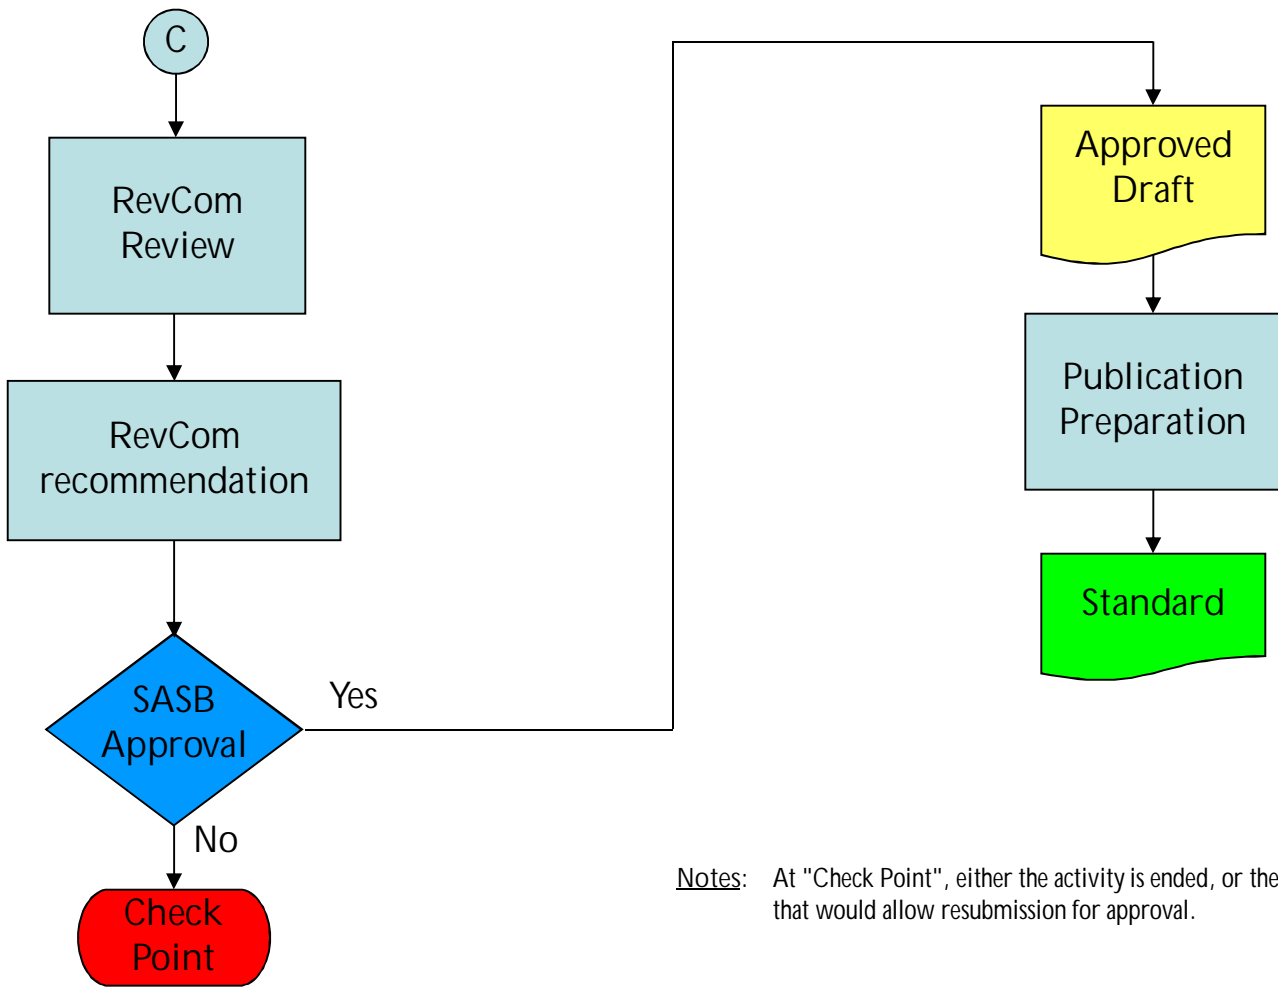 C
RevCom
Review
RevCom
recommendation
SASB
Approval
Yes
No
Check
Point
Approved
Draft
Publication
Preparation
Standard
Notes: At "Check Point", either the activity is ended, or the
that would allow resubmission for approval.